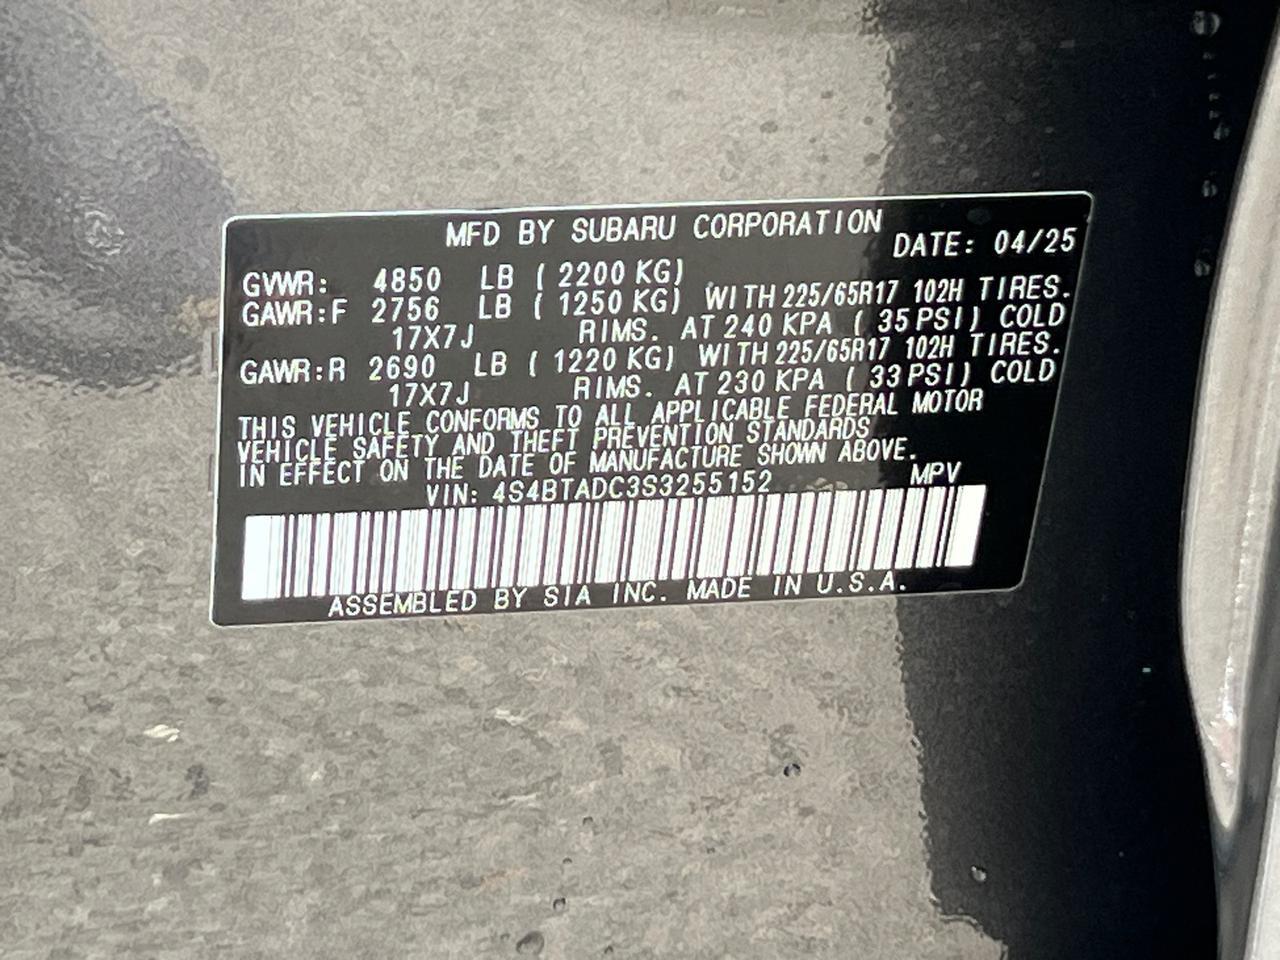 MFD BY SUBARU CORPORATION
DATE: 04/25
GVWR: 4850 LB ( 2200 KG)
GAWR:F 2756 LB ( 1250 KG) WITH 225/65R17 102H TIRES.
17X7J RIMS. AT 240 KPA ( 35 PSI) COLD
GAWR:R 2690 LB ( 1220 KG) WITH 225/65R17 102H TIRES.
17X7J RIMS. AT 230 KPA ( 33 PSI) COLD
THIS VEHICLE CONFORMS TO ALL APPLICABLE FEDERAL MOTOR
VEHICLE SAFETY AND THEFT PREVENTION STANDARDS
IN EFFECT ON THE DATE OF MANUFACTURE SHOWN ABOVE.
VIN: 4S4BTADC3S3255152 MPV
ASSEMBLED BY SIA INC. MADE IN U.S.A.